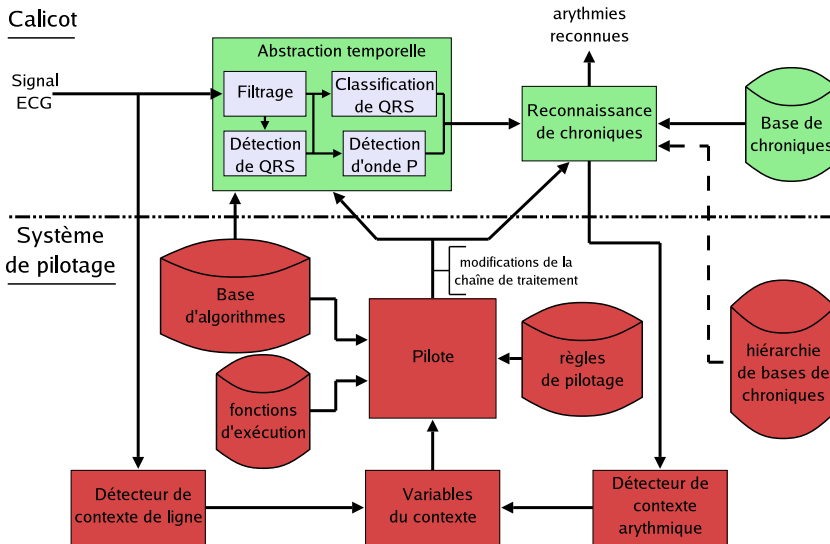 Calicot
Signal
ECG
Abstraction temporelle
Filtrage
Classification
de QRS
Détection
de QRS
Détection
d'onde P
arythmies
reconnues
Reconnaissance
de chroniques
Base de
chroniques
Système
de pilotage
modifications de la
chaîne de traitement
Base
d'algorithmes
Pilote
règles
de pilotage
hiérarchie
de bases de
chroniques
fonctions
d'exécution
Détecteur de
contexte de ligne
Variables
du contexte
Détecteur de
contexte
arythmique